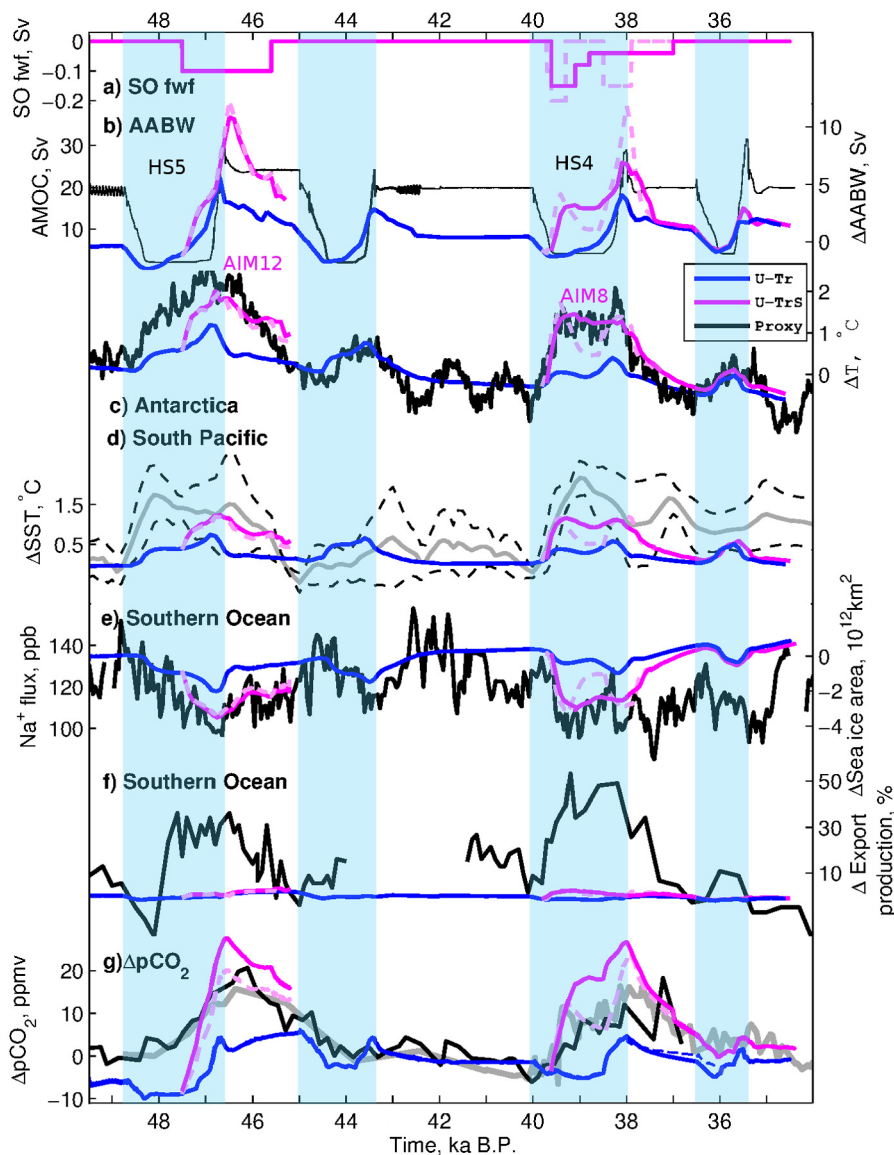 48 46 44 42 40 38 36
SO fwf, Sv
0
−0.1
−0.2
a) SO fwf
b) AABW
HS5
HS4
AMOC, Sv
30
20
10
10
5
0
ΔAABW, Sv
AIM12
AIM8
U-Tr
U-TrS
Proxy
2
1
0
ΔT, °C
c) Antarctica
d) South Pacific
ΔSST, °C
1.5
0.5
e) Southern Ocean
Na+ flux, ppb
140
120
100
0
−2
−4
ΔSea ice area, 10^12km^2
f) Southern Ocean
50
30
10
Δ Export
production, %
g)ΔpCO2
ΔpCO2, ppmv
20
10
0
−10
48 46 44 42 40 38 36
Time, ka B.P.